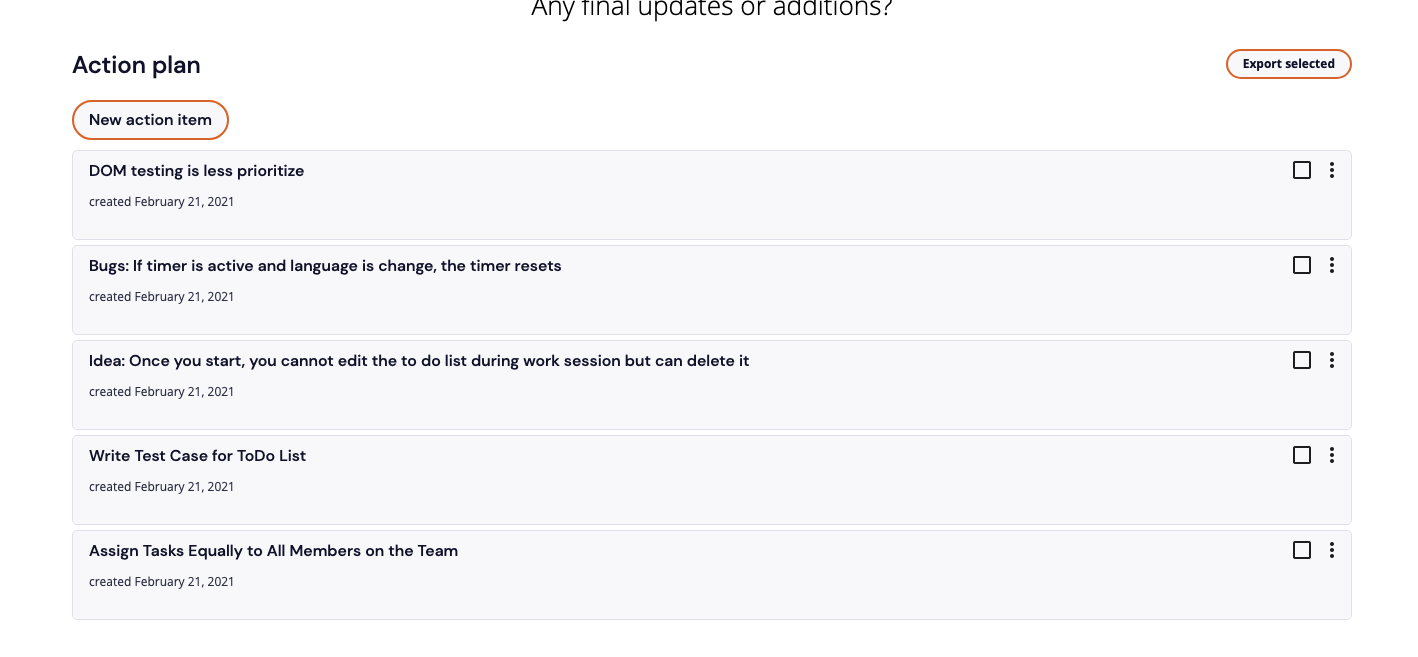 Any final updates or additions?
Action plan
Export selected
New action item
DOM testing is less prioritize
created February 21, 2021
Bugs: If timer is active and language is change, the timer resets
created February 21, 2021
Idea: Once you start, you cannot edit the to do list during work session but can delete it
created February 21, 2021
Write Test Case for ToDo List
created February 21, 2021
Assign Tasks Equally to All Members on the Team
created February 21, 2021